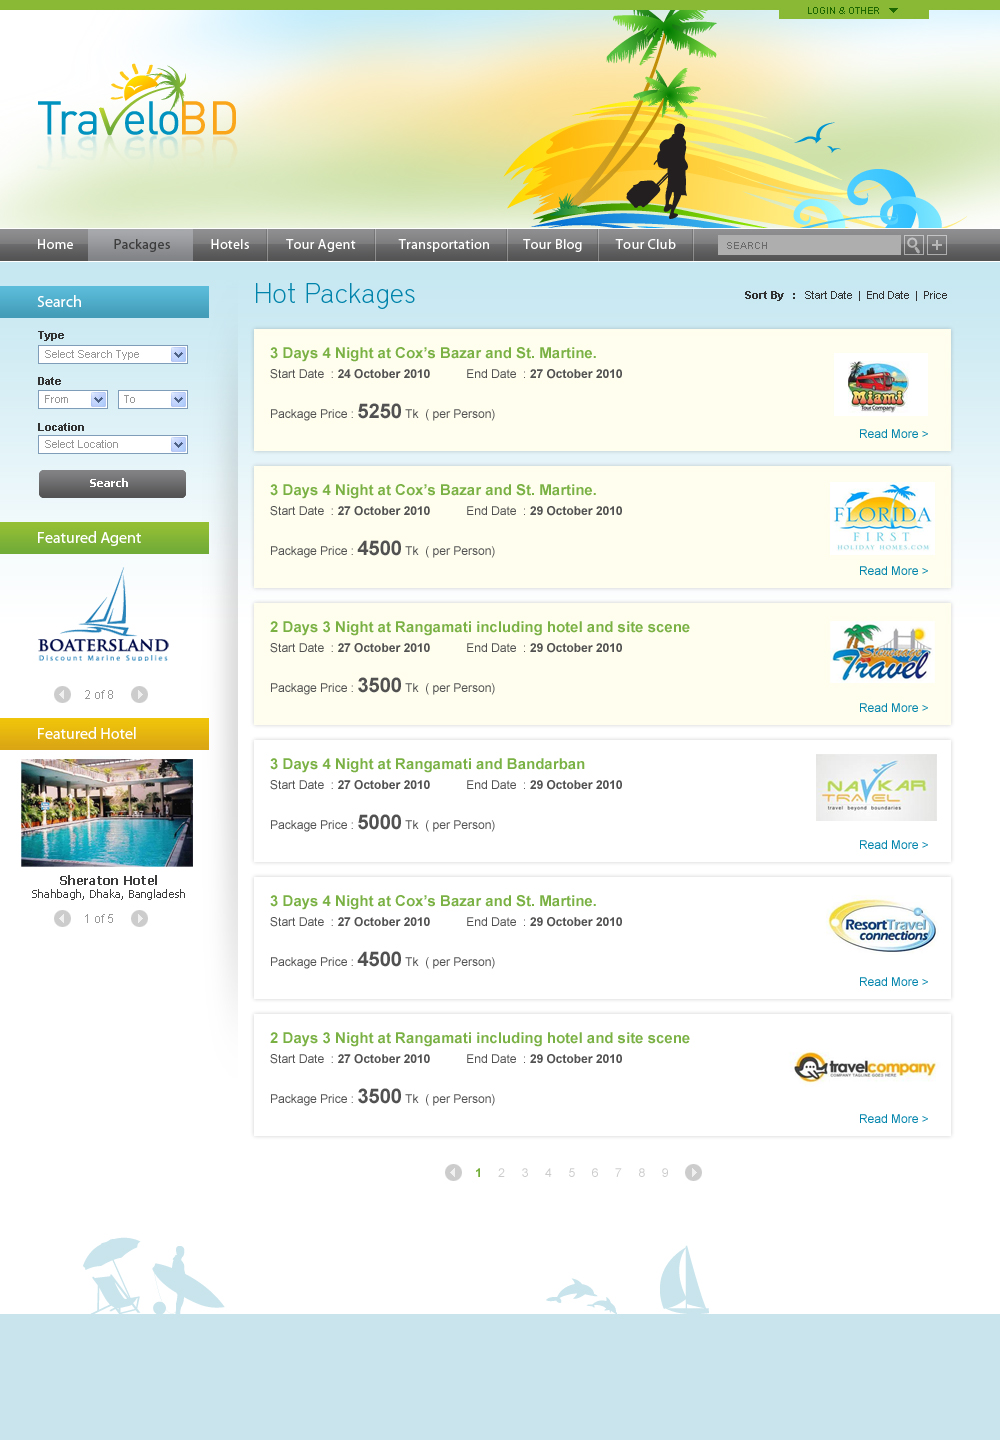 LOGIN & OTHER
TraveloBD
Home Packages Hotels Tour Agent Transportation Tour Blog Tour Club SEARCH
Search
Type
Select Search Type
Date
From To
Location
Select Location
Search
Featured Agent
BOATERSLAND
Discount Marine Supplies
2 of 8
Featured Hotel
Sheraton Hotel
Shahbagh, Dhaka, Bangladesh
1 of 5
Hot Packages
Sort By : Start Date | End Date | Price
3 Days 4 Night at Cox's Bazar and St. Martine.
Start Date : 24 October 2010 End Date : 27 October 2010
Package Price : 5250 Tk ( per Person)
Miami
Tour Company
Read More >
3 Days 4 Night at Cox's Bazar and St. Martine.
Start Date : 27 October 2010 End Date : 29 October 2010
Package Price : 4500 Tk ( per Person)
FLORIDA
FIRST
HOLIDAY HOMES.COM
Read More >
2 Days 3 Night at Rangamati including hotel and site scene
Start Date : 27 October 2010 End Date : 29 October 2010
Package Price : 3500 Tk ( per Person)
Travel
Read More >
3 Days 4 Night at Rangamati and Bandarban
Start Date : 27 October 2010 End Date : 29 October 2010
Package Price : 5000 Tk ( per Person)
NAVKAR
TRAVEL
travel beyond boundaries
Read More >
3 Days 4 Night at Cox's Bazar and St. Martine.
Start Date : 27 October 2010 End Date : 29 October 2010
Package Price : 4500 Tk ( per Person)
ResortTravel
connections
Read More >
2 Days 3 Night at Rangamati including hotel and site scene
Start Date : 27 October 2010 End Date : 29 October 2010
Package Price : 3500 Tk ( per Person)
travelcompany
COMPANY TAGLINE GOES HERE
Read More >
1 2 3 4 5 6 7 8 9